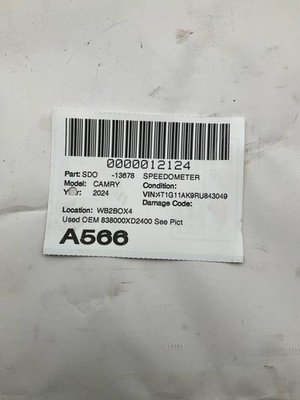 0000012124
Part: SDO -13678 SPEEDOMETER
Model: CAMRY Condition:
Year: 2024 VIN:4T1G11AK9RU843049
Damage Code:
Location: WB2BOX4
Used OEM 838000XD2400 See Pict
A566